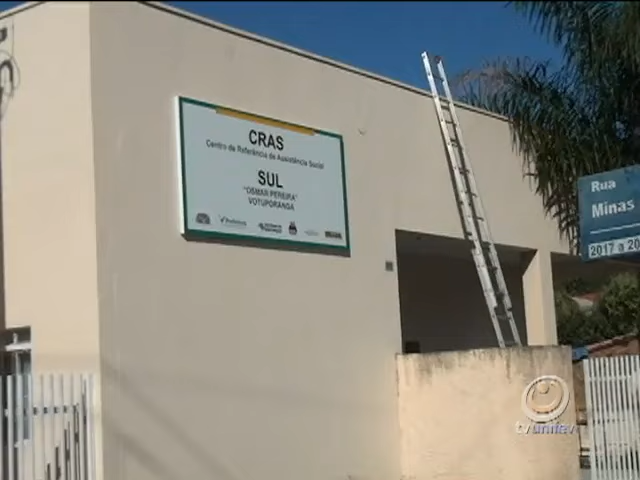 CRAS
Centro de Referência de Assistência Social
SUL
"OSMAR PEREIRA"
VOTUPORANGA
Rua
Minas
2017 a 20
tvunifev